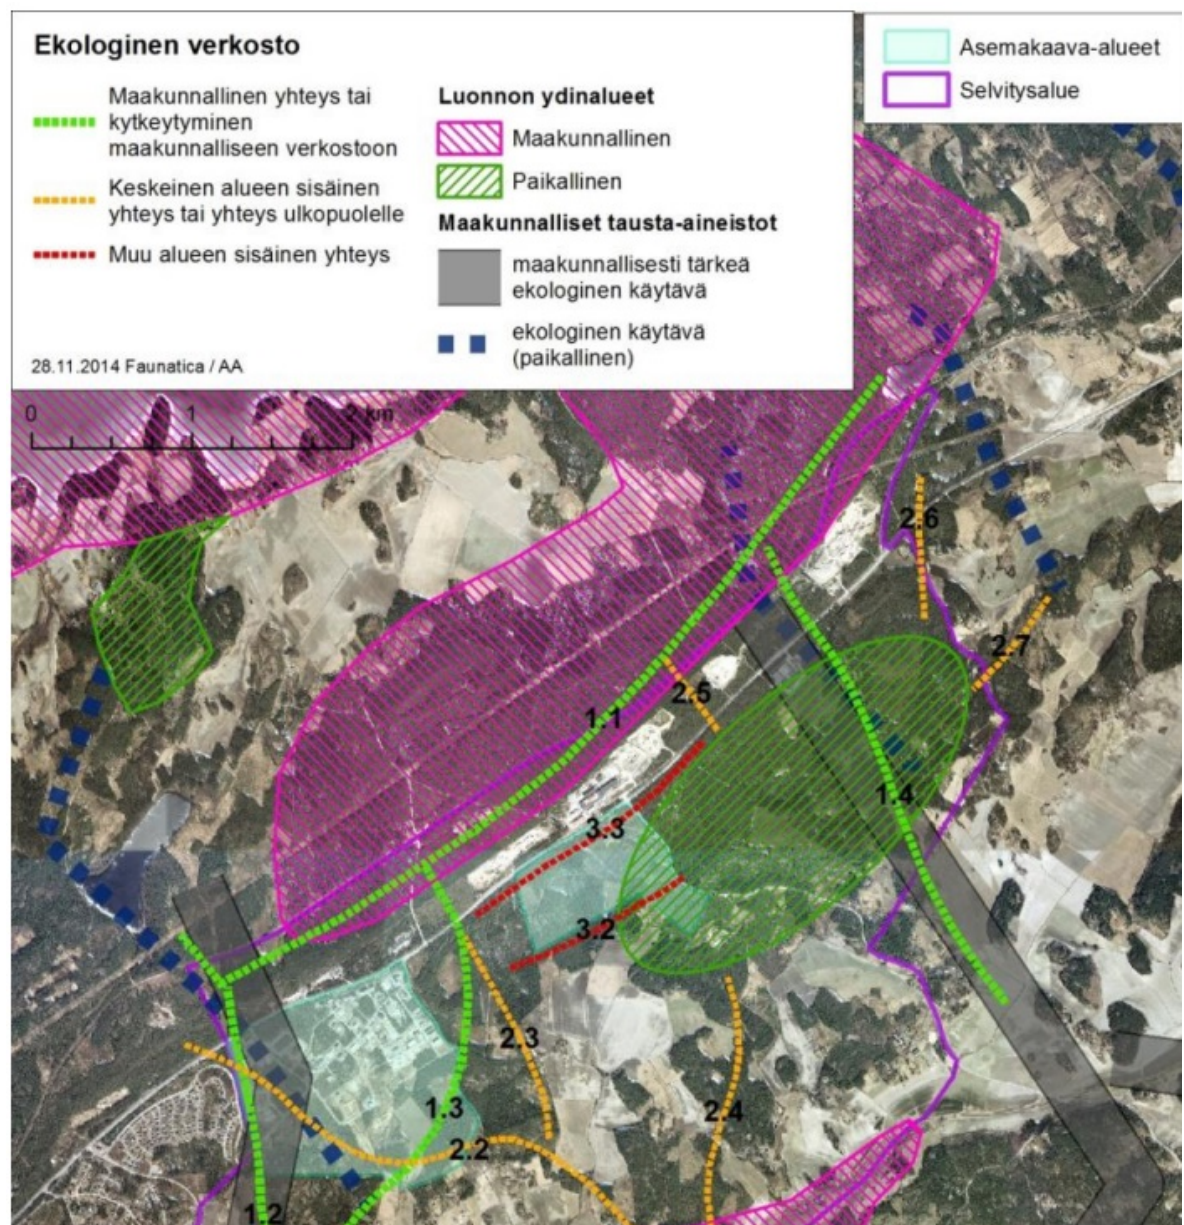 Ekologinen verkosto
Maakunnallinen yhteys tai
kytkeytyminen
maakunnalliseen verkostoon
Keskeinen alueen sisäinen
yhteys tai yhteys ulkopuolelle
Muu alueen sisäinen yhteys
28.11.2014 Faunatica / AA
Luonnon ydinalueet
Maakunnallinen
Paikallinen
Maakunnalliset tausta-aineistot
maakunnallisesti tärkeä
ekologinen käytävä
ekologinen käytävä
(paikallinen)
Asemakaava-alueet
Selvitysalue
0 1 2 km
2.6
2.7
2.5
1.1
1.4
3.3
3.2
2.3
1.3
2.4
2.2
1.2